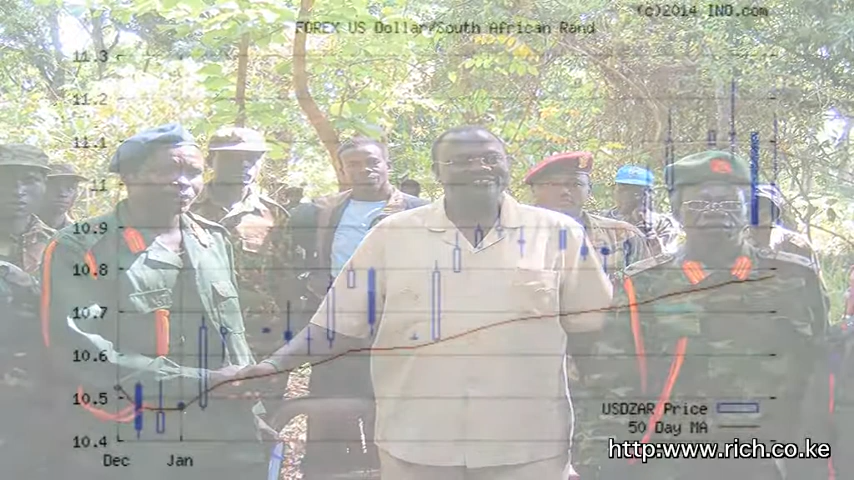 (c)2014 INO.com
FOREX US Dollar/South African Rand
11.3
11.2
11.1
11
10.9
10.8
10.7
10.6
10.5
10.4
Dec Jan
USDZAR Price
50 Day MA
http:www.rich.co.ke